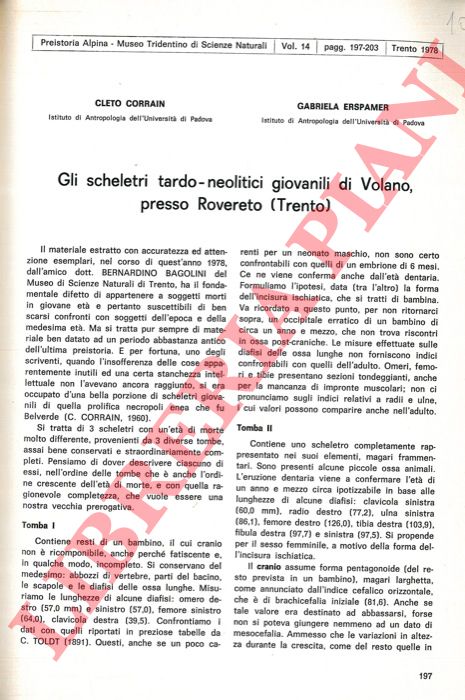 Preistoria Alpina - Museo Tridentino di Scienze Naturali | Vol. 14 | pagg. 197-203 | Trento 1978
CLETO CORRAIN
Istituto di Antropologia dell'Università di Padova
GABRIELA ERSPAMER
Istituto di Antropologia dell'Università di Padova
Gli scheletri tardo-neolitici giovanili di Volano,
presso Rovereto (Trento)
Il materiale estratto con accuratezza ed atten-
zione esemplari, nel corso di quest'anno 1978,
dall'amico dott. BERNARDINO BAGOLINI del
Museo di Scienze Naturali di Trento, ha il fonda-
mentale difetto di appartenere a soggetti morti
in giovane età e pertanto suscettibili di ben
scarsi confronti con soggetti dell'epoca e della
medesima età. Ma si tratta pur sempre di mate-
riale ben datato ad un periodo abbastanza antico
dell'ultima preistoria. E per fortuna, uno degli
scriventi, quando l'insofferenza delle cose appa-
rentemente inutili ed una certa stanchezza intel-
lettuale non l'avevano ancora raggiunto, si era
occupato d'una bella porzione di scheletri giova-
nili di quella prolifica necropoli enea che fu
Belverde (C. CORRAIN, 1960).
Si tratta di 3 scheletri con un'età di morte
molto differente, provenienti da 3 diverse tombe,
assai bene conservati e straordinariamente com-
pleti. Pensiamo di dover descrivere ciascuno di
essi, nell'ordine delle tombe che è anche l'ordi-
ne crescente dell'età di morte, e con quella ra-
gionevole completezza, che vuole essere una
nostra vecchia prerogativa.
Tomba I
Contiene resti di un bambino, il cui cranio
non è ricomponibile, anche perché fatiscente e,
in qualche modo, incompleto. Si conservano del
medesimo abbozzi di vertebre, parti del bacino,
le scapole e le diafisi delle ossa lunghe. Misu-
riamo le lunghezze di alcune diafisi: omero de-
stro (57,0 mm) e sinistro (57,0), femore sinistro
(64,0), clavicola destra (39,5). Confrontiamo i
dati con quelli riportati in preziose tabelle da
C. TOLDT (1891). Questi, anche se un poco ca-
renti per un neonato maschio, non sono certo
confrontabili con quelli di un embrione di 6 mesi.
Ce ne viene conferma anche dall'età dentaria.
Formuliamo l'ipotesi, data (tra l'altro) la forma
dell'incisura ischiatica, che si tratti di bambina.
Va ricordato a questo punto, per non ritornarci
sopra, un occipitale erratico di un bambino di
circa un anno e mezzo, che non trova riscontri
in ossa post-craniche. Le misure effettuate sulle
diafisi delle ossa lunghe non forniscono indici
confrontabili con quelli dell'adulto. Omeri, femo-
ri e tibie presentano sezioni tondeggianti, anche
per la mancanza di impronte muscolari; non ci
pronunciamo sugli indici relativi a radii e ulne,
i cui valori possono comparire anche nell'adulto.
Tomba II
Contiene uno scheletro completamente rap-
presentato nei suoi elementi, magari frammen-
tari. Sono presenti alcune piccole ossa animali.
L'eruzione dentaria viene a confermare l'età di
un anno e mezzo circa ipotizzabile in base alle
lunghezze di alcune diafisi: clavicola sinistra
(60,0 mm), radio destro (77,2), ulna sinistra
(86,1), femore destro (126,0), tibia destra (103,9),
fibula destra (97,7) e sinistra (97,5). Si propende
per il sesso femminile, a motivo della forma del-
l'incisura ischiatica.
Il cranio assume forma pentagonoide (del re-
sto prevista in un bambino), magari larghetta,
come annunciato dall'indice cefalico orizzontale,
che è di brachicefalia iniziale (81,6). Anche se
tale valore era destinato ad abbassarsi, forse
non si poteva giungere nemmeno ad un dato di
mesocefalia. Ammesso che le variazioni in altez-
za durante la crescita, come del resto quelle in
197
LIBRERIA PIANI